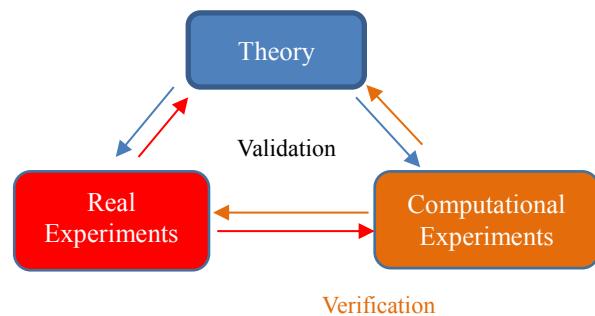 Theory
Validation
Real
Experiments
Computational
Experiments
Verification